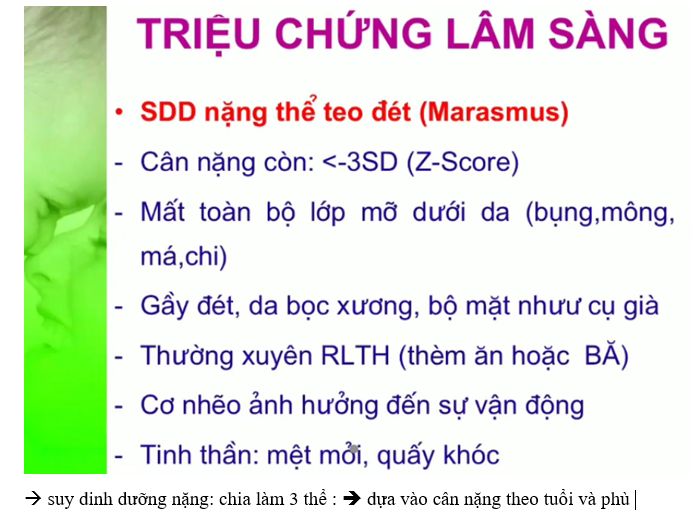 TRIỆU CHỨNG LÂM SÀNG
• SDD nặng thể teo đét (Marasmus)
- Cân nặng còn: <-3SD (Z-Score)
- Mất toàn bộ lớp mỡ dưới da (bụng,mông,
má,chi)
- Gầy đét, da bọc xương, bộ mặt nhưư cụ già
- Thường xuyên RLTH (thèm ăn hoặc BĂ)
- Cơ nhẽo ảnh hưởng đến sự vận động
- Tinh thần: mệt mỏi, quấy khóc
→ suy dinh dưỡng nặng: chia làm 3 thể : → dựa vào cân nặng theo tuổi và phù